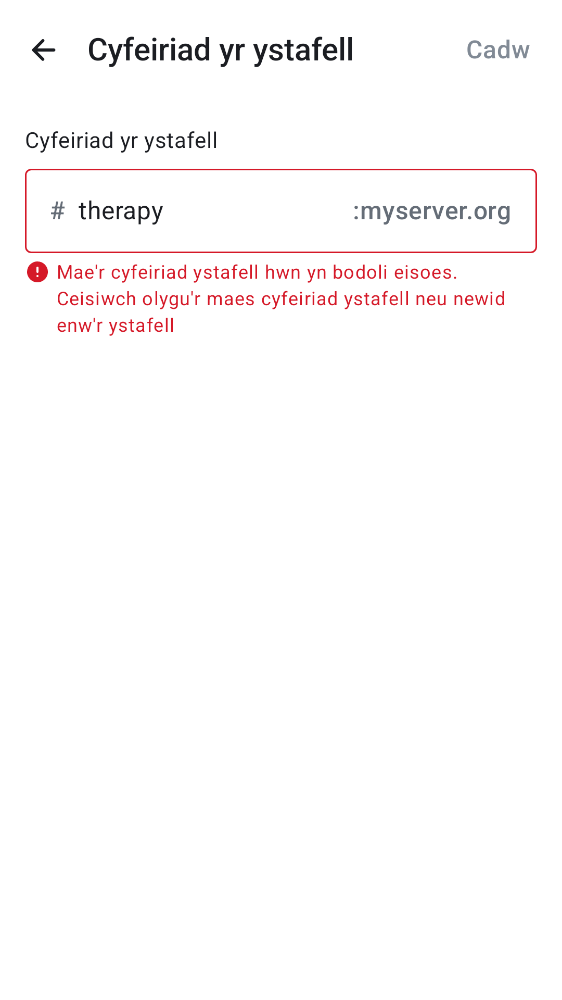 Cyfeiriad yr ystafell
Cadw
Cyfeiriad yr ystafell
# therapy :myserver.org
Mae'r cyfeiriad ystafell hwn yn bodoli eisoes.
Ceisiwch olygu'r maes cyfeiriad ystafell neu newid
enw'r ystafell